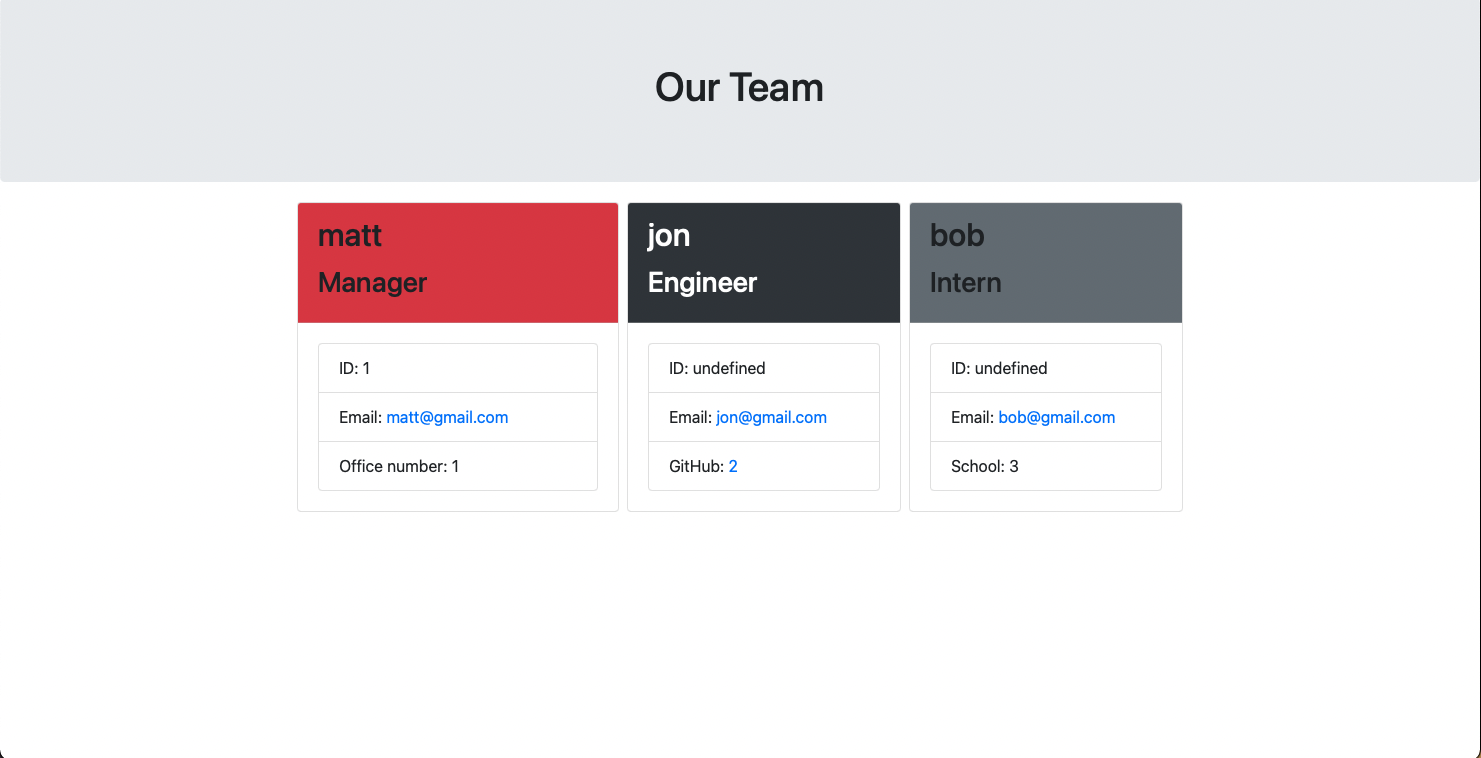 Our Team
matt
Manager
ID: 1
Email: matt@gmail.com
Office number: 1
jon
Engineer
ID: undefined
Email: jon@gmail.com
GitHub: 2
bob
Intern
ID: undefined
Email: bob@gmail.com
School: 3